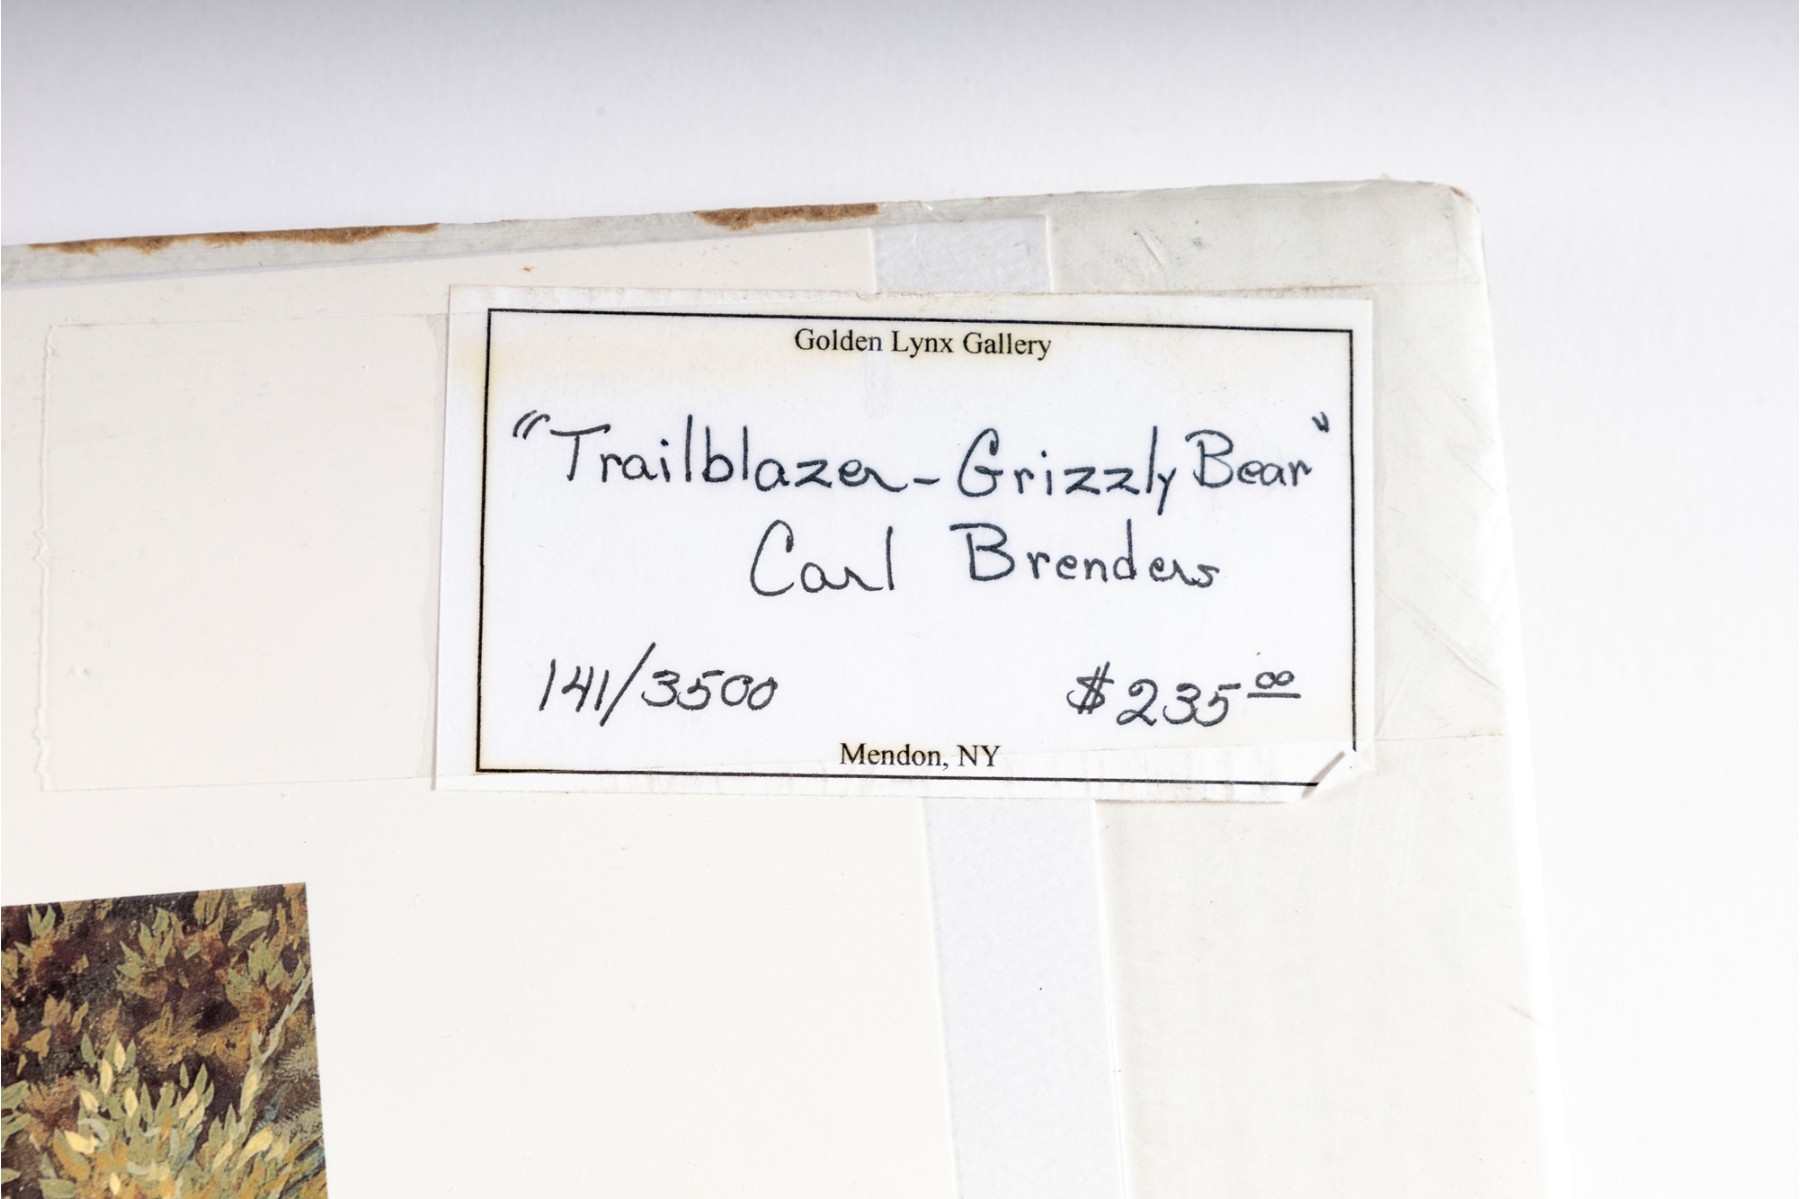 Golden Lynx Gallery
"Trailblazer - Grizzly Bear"
Carl Brenders
141/3500 $235.00
Mendon, NY